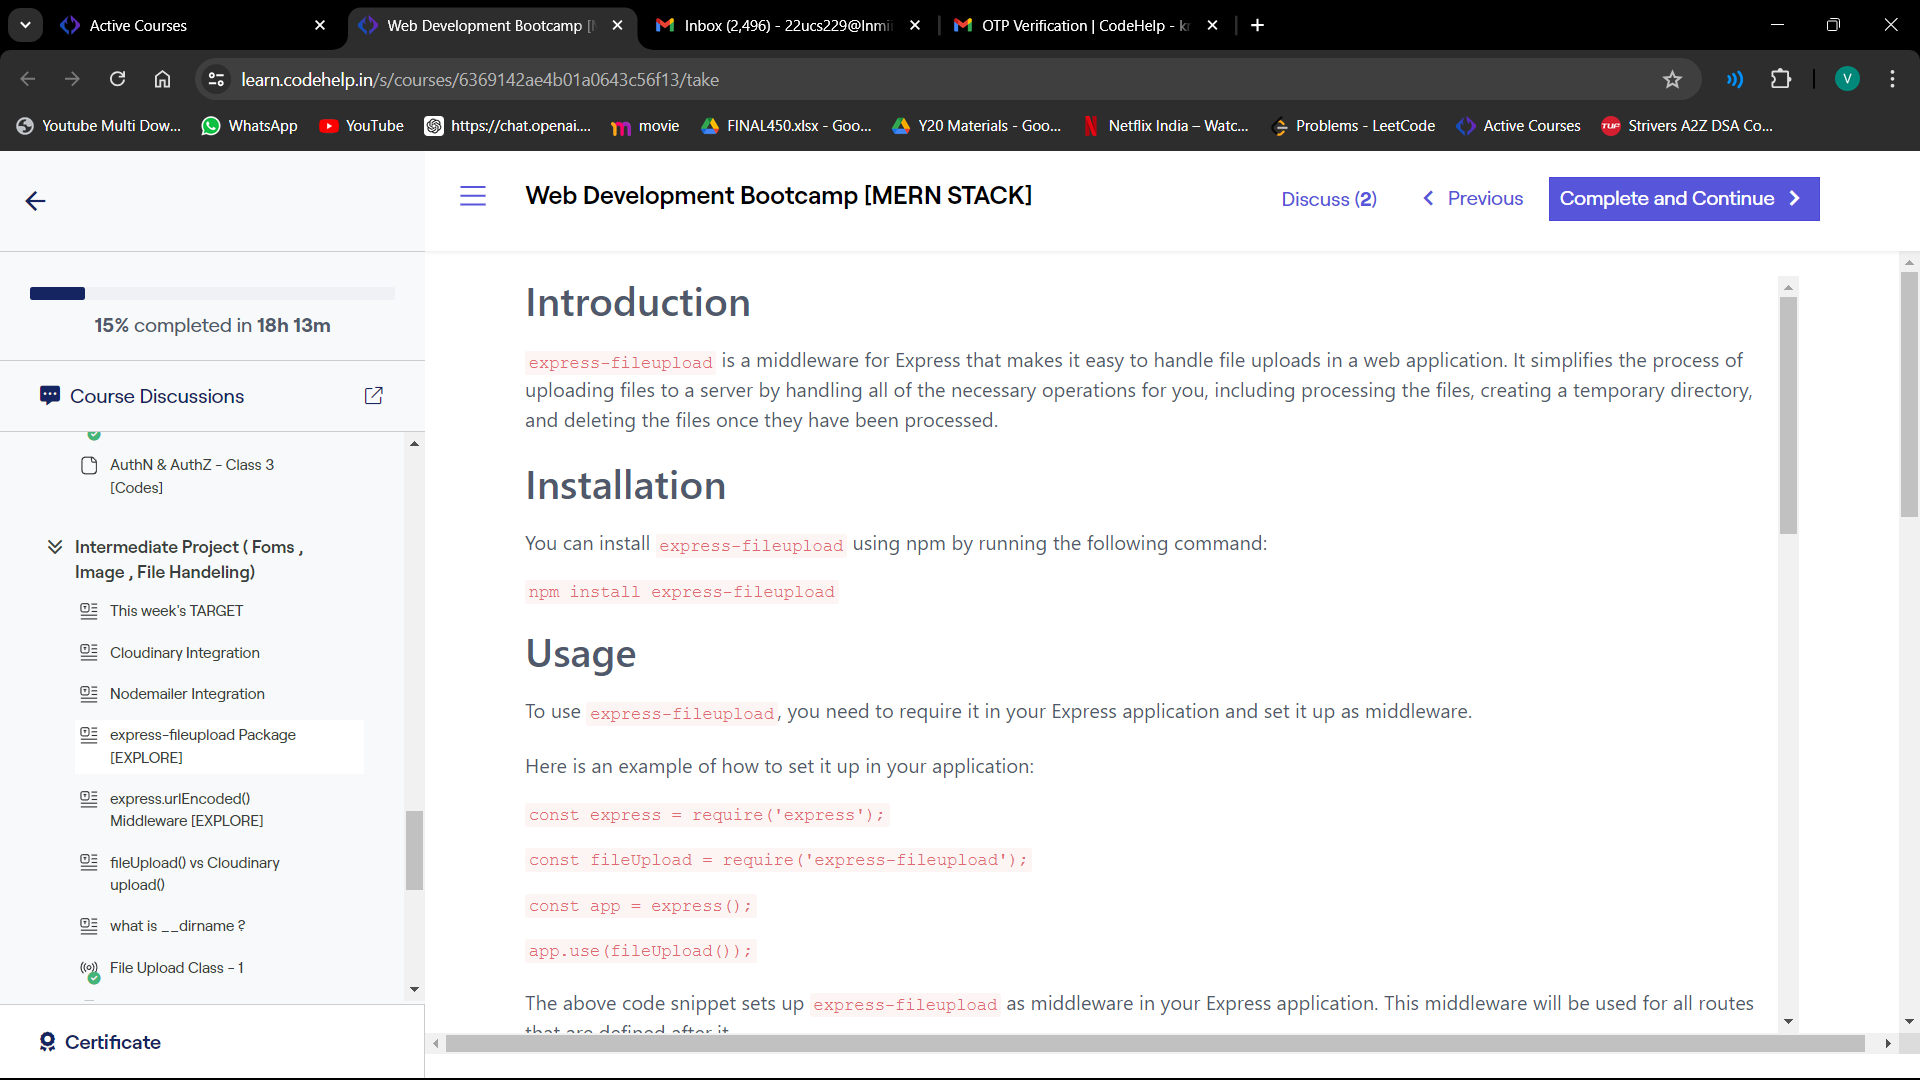 Active Courses
Web Development Bootcamp [
Inbox (2,496) - 22ucs229@lnmii
OTP Verification | CodeHelp - k
learn.codehelp.in/s/courses/6369142ae4b01a0643c56f13/take
V
Youtube Multi Dow...
WhatsApp
YouTube
https://chat.openai....
movie
FINAL450.xlsx - Goo...
Y20 Materials - Goo...
Netflix India – Watc...
Problems - LeetCode
Active Courses
TUF
Strivers A2Z DSA Co...
Web Development Bootcamp [MERN STACK]
Discuss (2)
Previous
Complete and Continue
15% completed in 18h 13m
Course Discussions
AuthN & AuthZ - Class 3
[Codes]
Intermediate Project ( Foms ,
Image , File Handeling)
This week's TARGET
Cloudinary Integration
Nodemailer Integration
express-fileupload Package
[EXPLORE]
express.urlEncoded()
Middleware [EXPLORE]
fileUpload() vs Cloudinary
upload()
what is __dirname ?
File Upload Class - 1
Certificate
Introduction
express-fileupload is a middleware for Express that makes it easy to handle file uploads in a web application. It simplifies the process of
uploading files to a server by handling all of the necessary operations for you, including processing the files, creating a temporary directory,
and deleting the files once they have been processed.
Installation
You can install express-fileupload using npm by running the following command:
npm install express-fileupload
Usage
To use express-fileupload, you need to require it in your Express application and set it up as middleware.
Here is an example of how to set it up in your application:
const express = require('express');
const fileUpload = require('express-fileupload');
const app = express();
app.use(fileUpload());
The above code snippet sets up express-fileupload as middleware in your Express application. This middleware will be used for all routes
that are defined after it